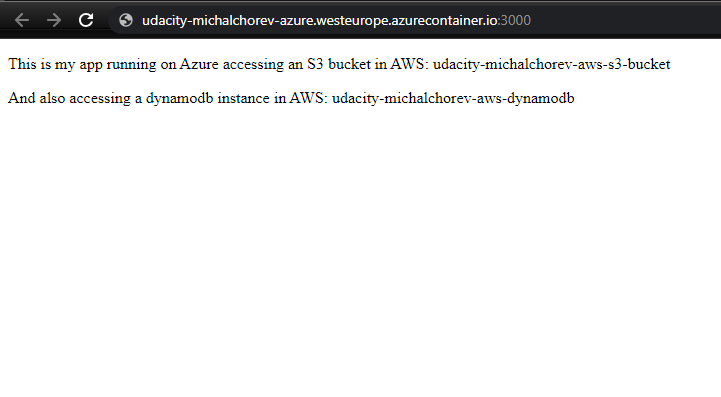 udacity-michalchorev-azure.westeurope.azurecontainer.io:3000
This is my app running on Azure accessing an S3 bucket in AWS: udacity-michalchorev-aws-s3-bucket
And also accessing a dynamodb instance in AWS: udacity-michalchorev-aws-dynamodb